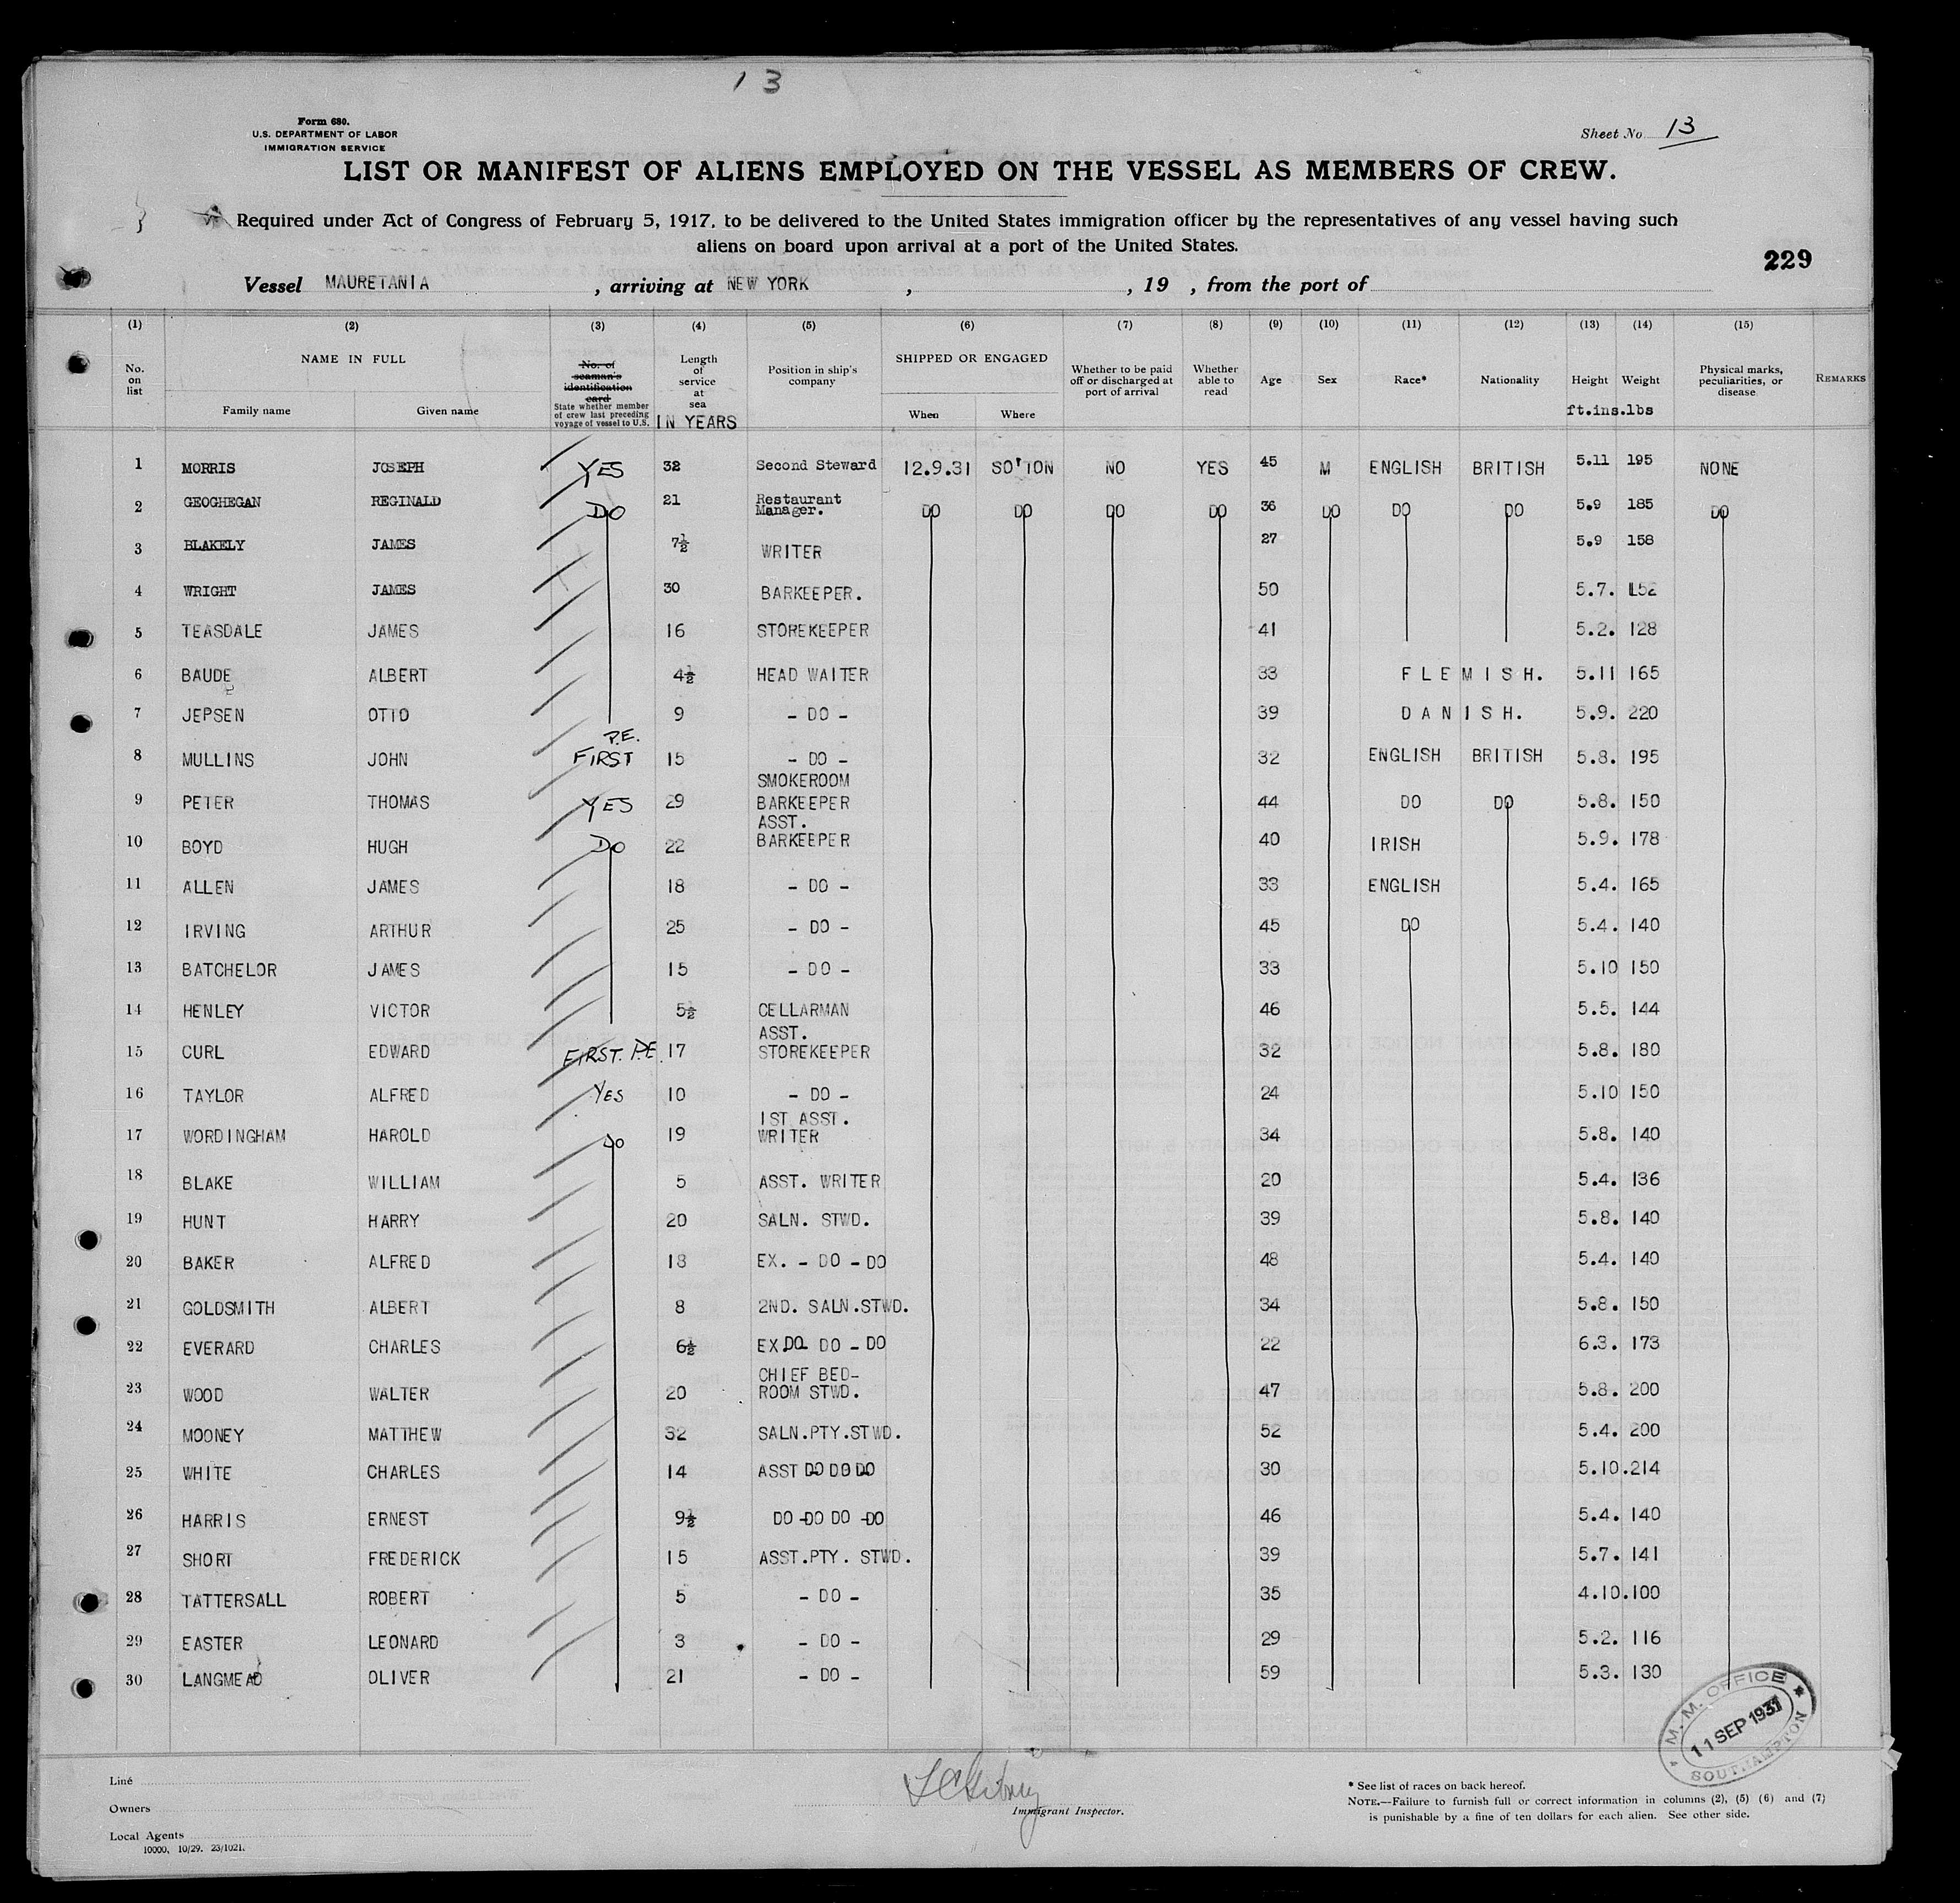 13
Form 680.
U.S. DEPARTMENT OF LABOR
IMMIGRATION SERVICE
Sheet No 13
LIST OR MANIFEST OF ALIENS EMPLOYED ON THE VESSEL AS MEMBERS OF CREW.
Required under Act of Congress of February 5, 1917, to be delivered to the United States immigration officer by the representatives of any vessel having such
aliens on board upon arrival at a port of the United States.
229
Vessel MAURETANIA , arriving at NEW YORK , , 19 , from the port of
(1) (2) (3) (4) (5) (6) (7) (8) (9) (10) (11) (12) (13) (14) (15)
No. on list NAME IN FULL Family name Given name No. of seaman's identification card State whether member of crew last preceding voyage of vessel to U.S. Length of service at sea IN YEARS Position in ship's company SHIPPED OR ENGAGED When Where Whether to be paid off or discharged at port of arrival Whether able to read Age Sex Race* Nationality Height Weight ft.ins.lbs Physical marks, peculiarities, or disease REMARKS
1 MORRIS JOSEPH YES 32 Second Steward 12.9.31 SO'TON NO YES 45 M ENGLISH BRITISH 5.11 195 NONE
2 GEOGHEGAN REGINALD DO 21 Restaurant Manager. DO DO DO DO 36 DO DO DO 5.9 185 DO
3 BLAKELY JAMES 7½ WRITER 27 5.9 158
4 WRIGHT JAMES 30 BARKEEPER. 50 5.7. 152
5 TEASDALE JAMES 16 STOREKEEPER 41 5.2. 128
6 BAUDE ALBERT 4½ HEAD WAITER 33 FLEMISH. 5.11 165
7 JEPSEN OTTO 9 - DO - 39 DANISH. 5.9. 220
8 MULLINS JOHN P.E. FIRST 15 - DO - 32 ENGLISH BRITISH 5.8. 195
9 PETER THOMAS YES 29 SMOKEROOM BARKEEPER 44 DO DO 5.8. 150
10 BOYD HUGH DO 22 ASST. BARKEEPER 40 IRISH 5.9. 178
11 ALLEN JAMES 18 - DO - 33 ENGLISH 5.4. 165
12 IRVING ARTHUR 25 - DO - 45 DO 5.4. 140
13 BATCHELOR JAMES 15 - DO - 33 5.10 150
14 HENLEY VICTOR 5½ CELLARMAN 46 5.5. 144
15 CURL EDWARD FIRST. P.E. 17 ASST. STOREKEEPER 32 5.8. 180
16 TAYLOR ALFRED YES 10 - DO - 24 5.10 150
17 WORDINGHAM HAROLD DO 19 1ST ASST. WRITER 34 5.8. 140
18 BLAKE WILLIAM 5 ASST. WRITER 20 5.4. 136
19 HUNT HARRY 20 SALN. STWD. 39 5.8. 140
20 BAKER ALFRED 18 EX. - DO - DO 48 5.4. 140
21 GOLDSMITH ALBERT 8 2ND. SALN.STWD. 34 5.8. 150
22 EVERARD CHARLES 6½ EX DO DO - DO 22 6.3. 173
23 WOOD WALTER 20 CHIEF BED-ROOM STWD. 47 5.8. 200
24 MOONEY MATTHEW 32 SALN.PTY.STWD. 52 5.4. 200
25 WHITE CHARLES 14 ASST DO DO DO 30 5.10.214
26 HARRIS ERNEST 9½ DO -DO DO -DO 46 5.4. 140
27 SHORT FREDERICK 15 ASST.PTY. STWD. 39 5.7. 141
28 TATTERSALL ROBERT 5 - DO - 35 4.10.100
29 EASTER LEONARD 3 - DO - 29 5.2. 116
30 LANGMEAD OLIVER 21 - DO - 59 5.3. 130
M.M. OFFICE
11 SEP 1931
SOUTHAMPTON
Line
Owners
Local Agents
10000, 10/29. 23/1021.
Immigrant Inspector.
* See list of races on back hereof.
NOTE.—Failure to furnish full or correct information in columns (2), (5) (6) and (7)
is punishable by a fine of ten dollars for each alien. See other side.